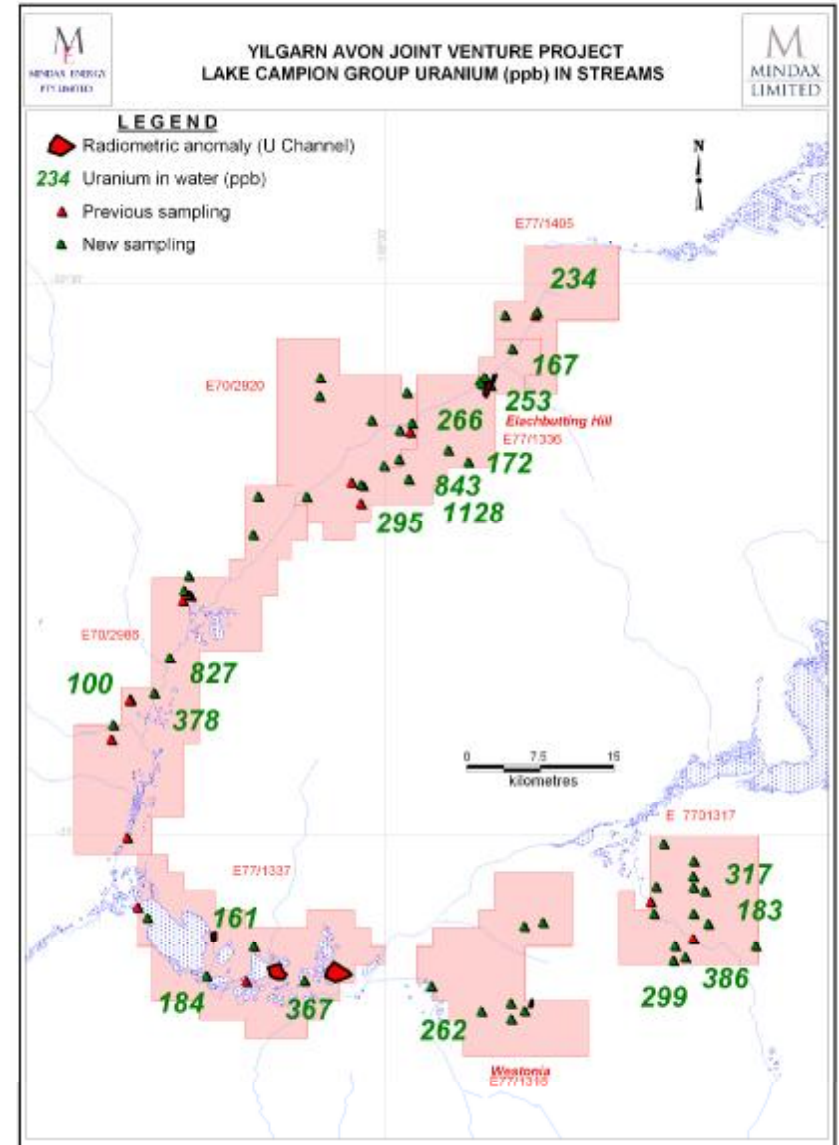 MINDAX ENERGY
PTY LIMITED
YILGARN AVON JOINT VENTURE PROJECT
LAKE CAMPION GROUP URANIUM (ppb) IN STREAMS
M
MINDAX
LIMITED
LEGEND
Radiometric anomaly (U Channel)
234 Uranium in water (ppb)
Previous sampling
New sampling
N
E77/1405
234
167
E70/2920
253
266
Elachbutting Hill
E77/1336
172
843
1128
295
E70/2986
827
100
378
0 7.5 15
kilometres
E 7701317
317
E77/1337
161
183
184
367
386
299
262
Westonia
E77/1316